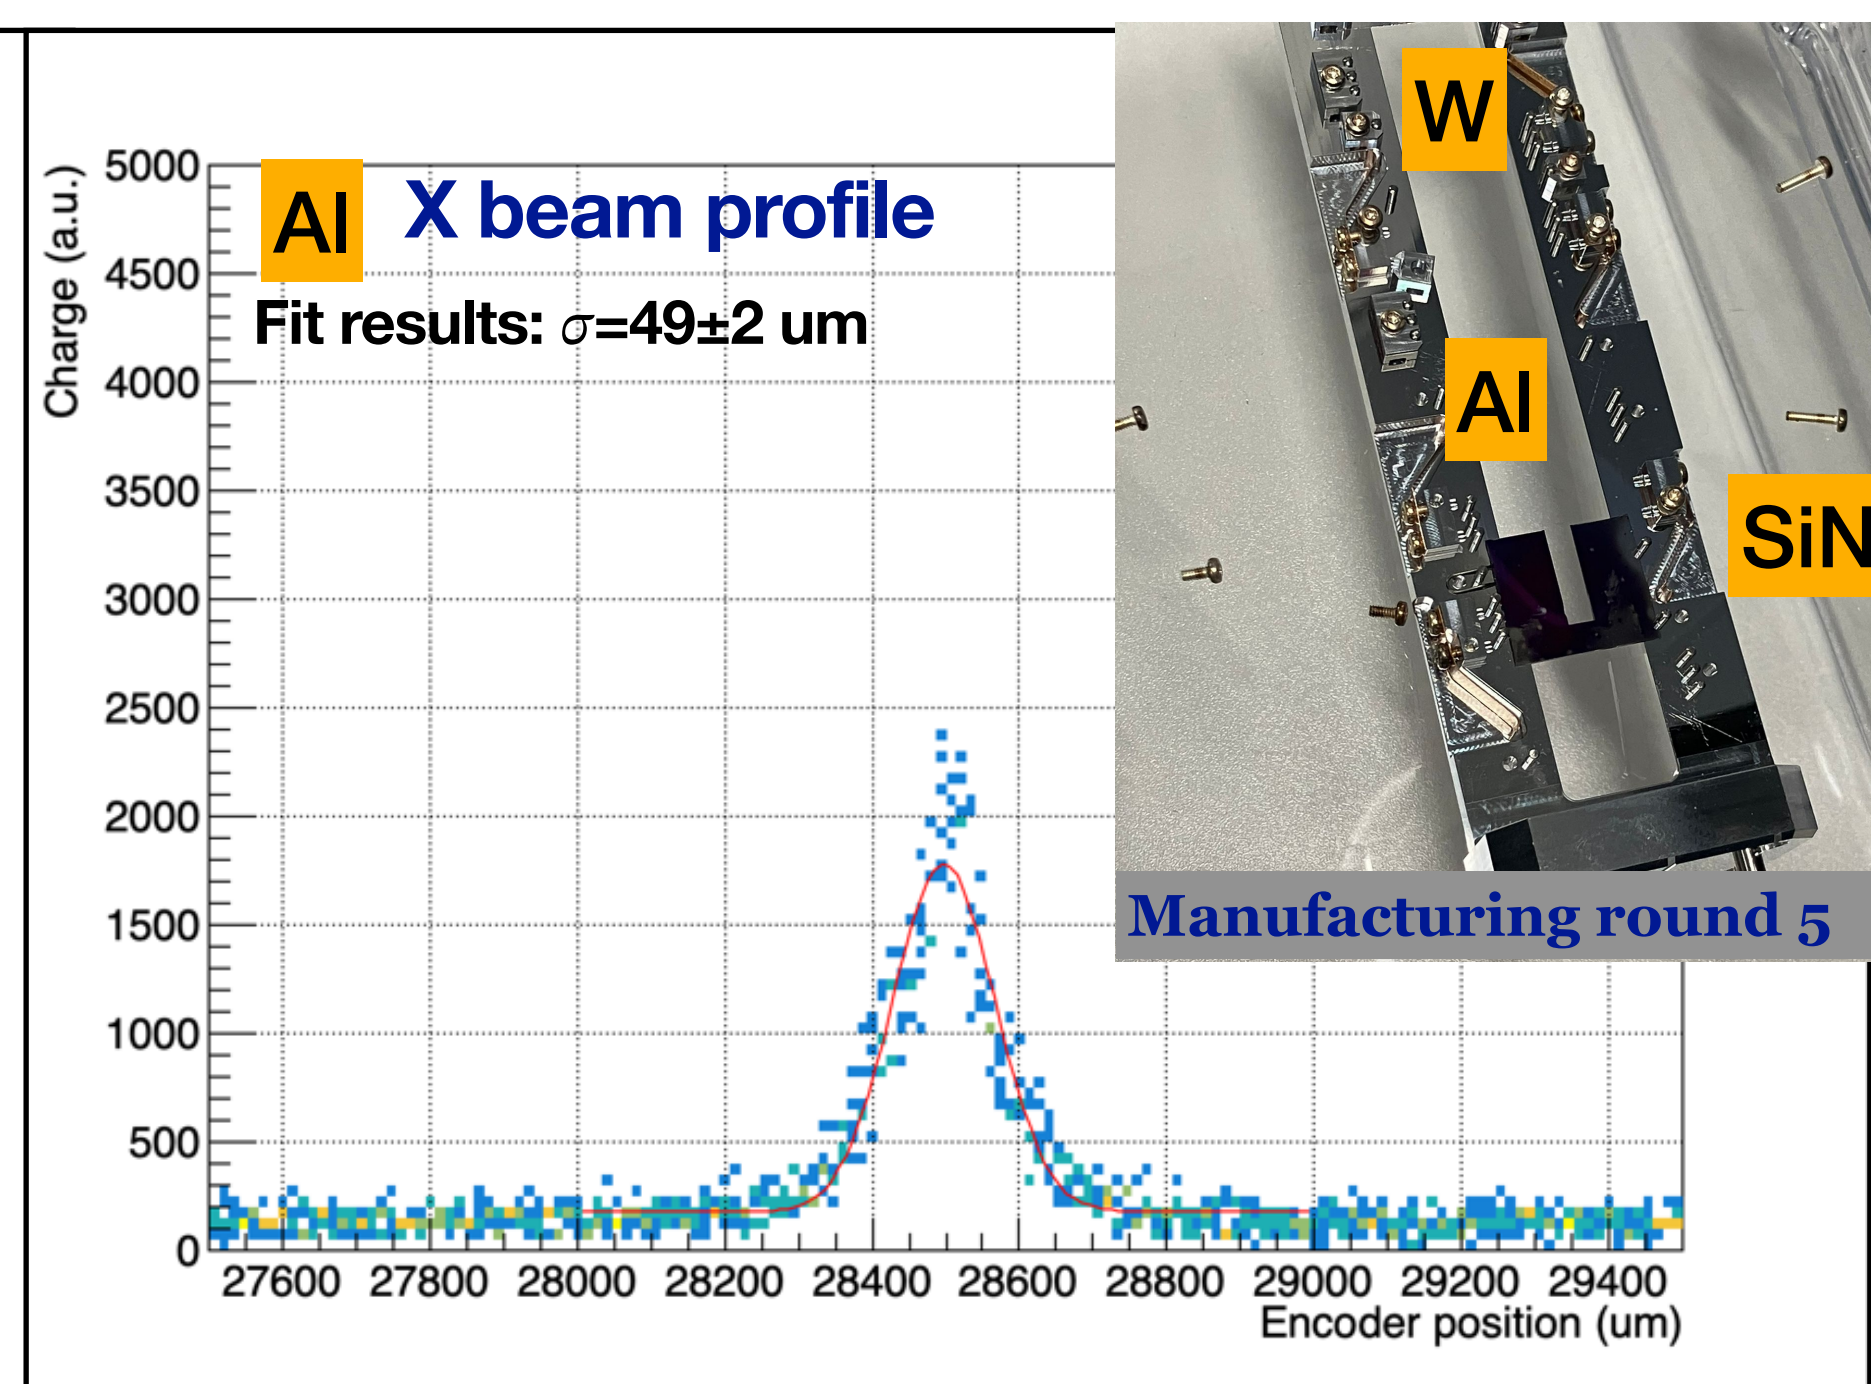 W
Al
SiN
Manufacturing round 5
Al X beam profile
Fit results: σ=49±2 um
Charge (a.u.)
5000
4500
4000
3500
3000
2500
2000
1500
1000
500
0
27600 27800 28000 28200 28400 28600 28800 29000 29200 29400
Encoder position (um)